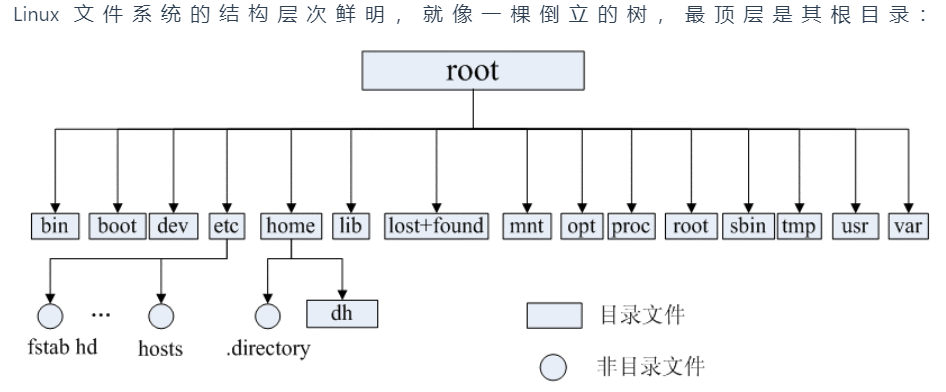 Linux 文件系统的结构层次鲜明，就像一棵倒立的树，最顶层是其根目录：
root
bin boot dev etc home lib lost+found mnt opt proc root sbin tmp usr var
... dh 目录文件
fstab hd hosts .directory 非目录文件